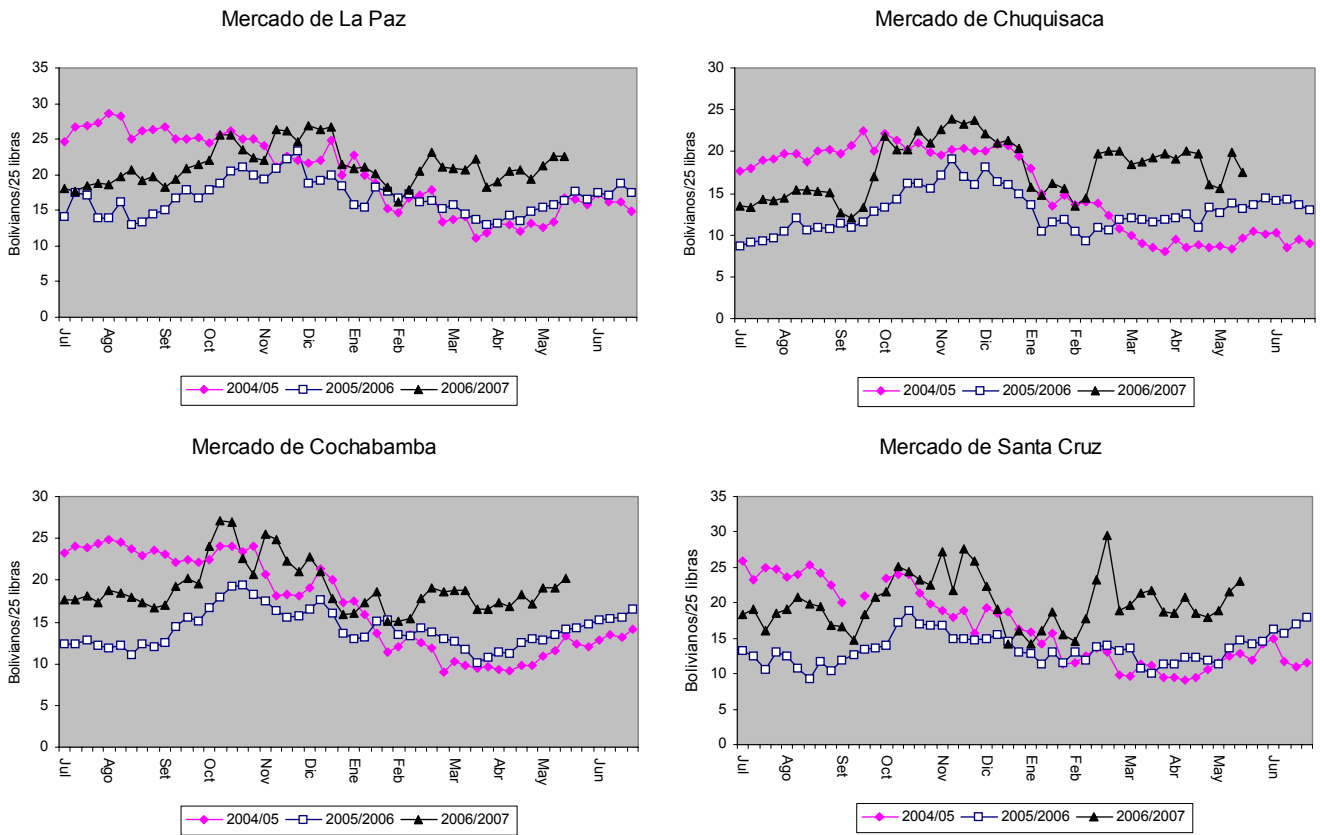 Mercado de La Paz
Bolivianos/25 libras
35
30
25
20
15
10
5
0
Jul Ago Set Oct Nov Dic Ene Feb Mar Abr May Jun
2004/05 2005/2006 2006/2007
Mercado de Chuquisaca
30
25
20
15
10
5
0
Jul Ago Set Oct Nov Dic Ene Feb Mar Abr May Jun
2004/05 2005/2006 2006/2007
Mercado de Cochabamba
Bolivianos/25 libras
30
25
20
15
10
5
0
Jul Ago Set Oct Nov Dic Ene Feb Mar Abr May Jun
2004/05 2005/2006 2006/2007
Mercado de Santa Cruz
35
30
25
20
15
10
5
0
Jul Ago Set Oct Nov Dic Ene Feb Mar Abr May Jun
2004/05 2005/2006 2006/2007